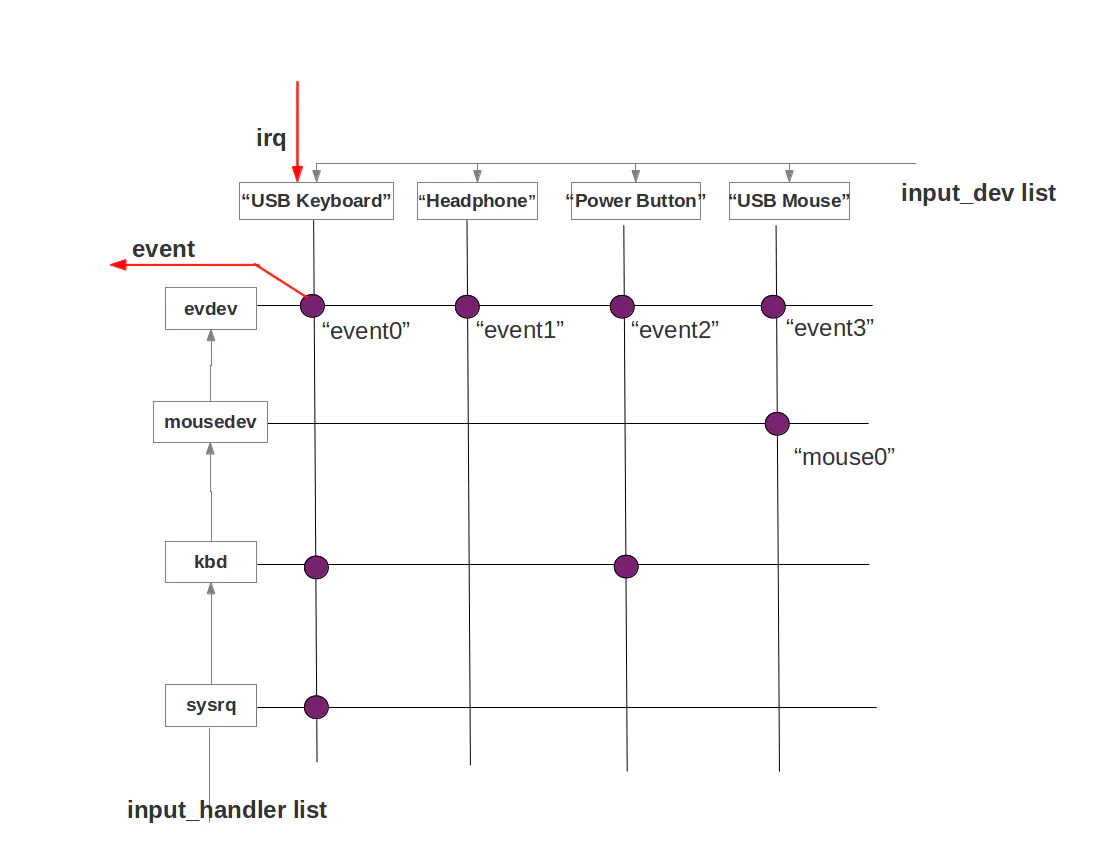 irq
“USB Keyboard”
“Headphone”
“Power Button”
“USB Mouse”
input_dev list
event
evdev
“event0”
“event1”
“event2”
“event3”
mousedev
“mouse0”
kbd
sysrq
input_handler list